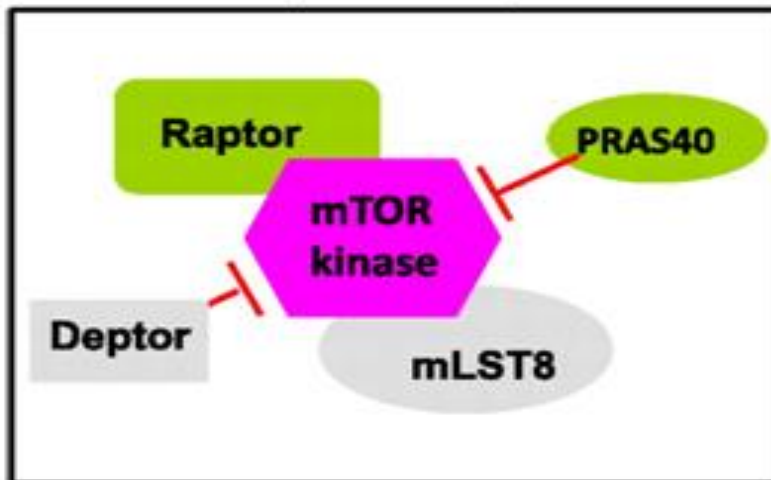 Raptor
PRAS40
mTOR
kinase
Deptor
mLST8